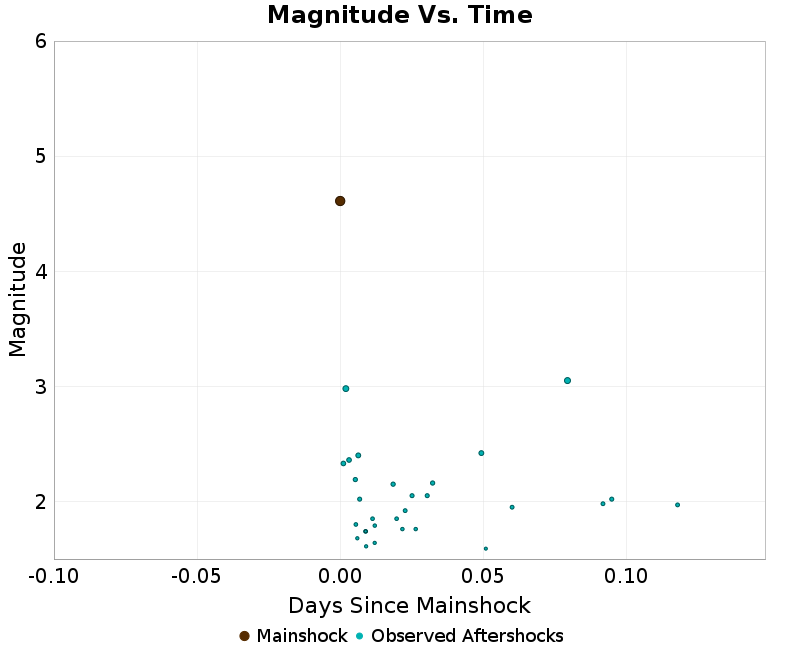 Magnitude Vs. Time
6
5
4
3
2
Magnitude
-0.10 -0.05 0.00 0.05 0.10
Days Since Mainshock
Mainshock Observed Aftershocks